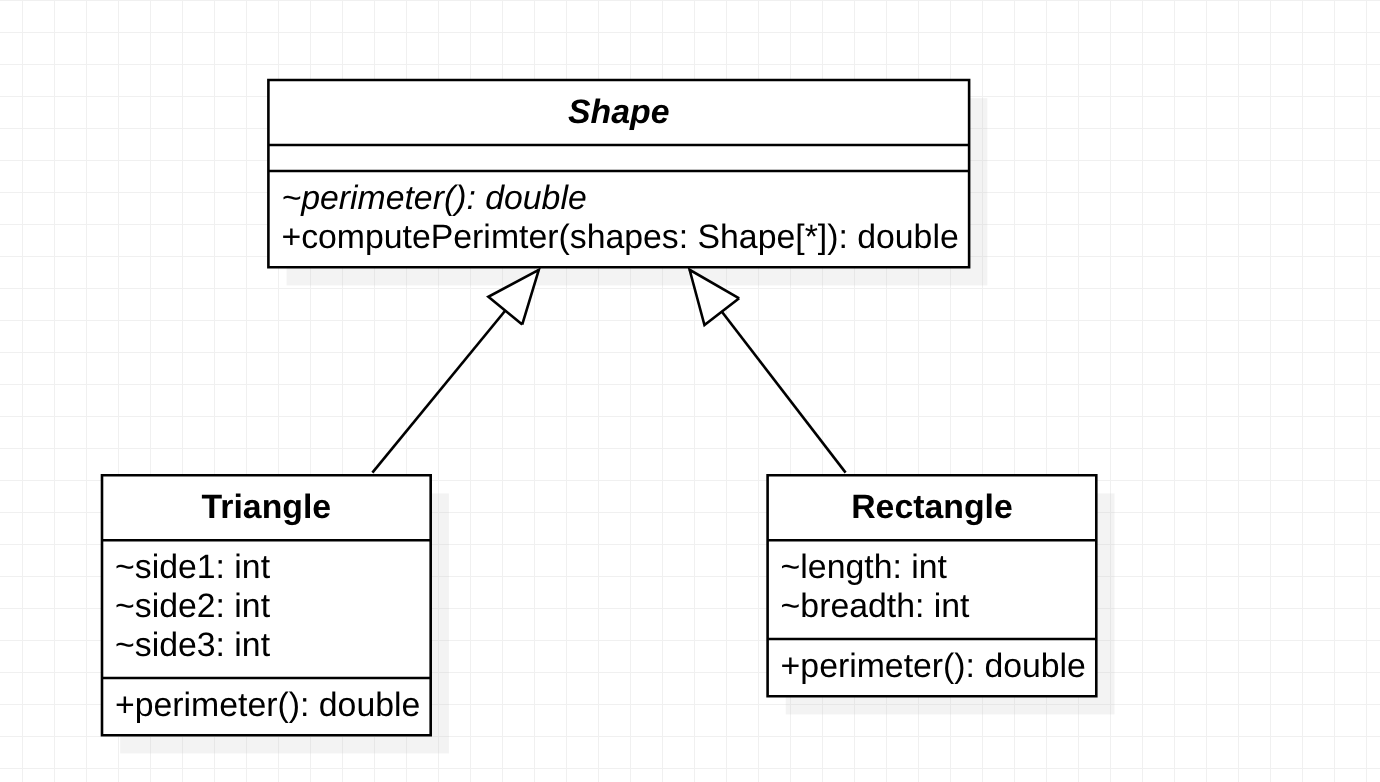 Shape
~perimeter(): double
+computePerimter(shapes: Shape[*]): double
Triangle
~side1: int
~side2: int
~side3: int
+perimeter(): double
Rectangle
~length: int
~breadth: int
+perimeter(): double